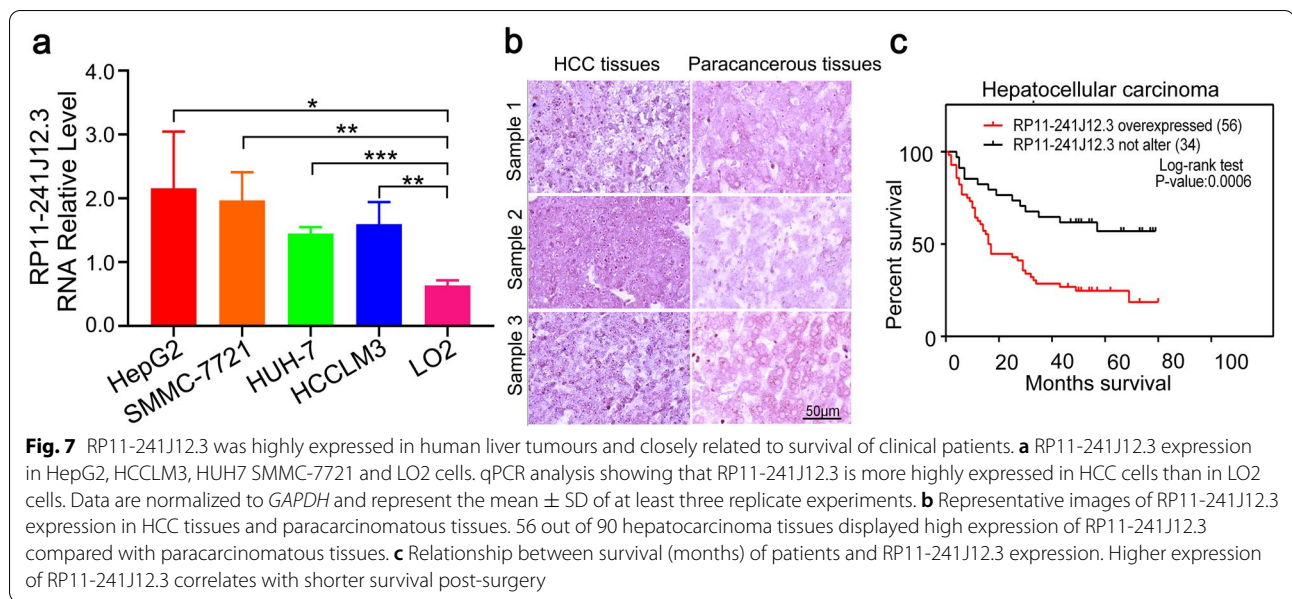 a
RP11-241J12.3
RNA Relative Level
4.0
3.0
2.0
1.0
0.0
*
**
***
**
HepG2
SMMC-7721
HUH-7
HCCLM3
LO2
b
HCC tissues Paracancerous tissues
Sample 1
Sample 2
Sample 3
50μm
c
Hepatocellular carcinoma
RP11-241J12.3 overexpressed (56)
RP11-241J12.3 not alter (34)
Log-rank test
P-value:0.0006
Percent survival
100
50
0
0 20 40 60 80 100
Months survival
Fig. 7 RP11-241J12.3 was highly expressed in human liver tumours and closely related to survival of clinical patients. a RP11-241J12.3 expression
in HepG2, HCCLM3, HUH7 SMMC-7721 and LO2 cells. qPCR analysis showing that RP11-241J12.3 is more highly expressed in HCC cells than in LO2
cells. Data are normalized to GAPDH and represent the mean ± SD of at least three replicate experiments. b Representative images of RP11-241J12.3
expression in HCC tissues and paracarcinomatous tissues. 56 out of 90 hepatocarcinoma tissues displayed high expression of RP11-241J12.3
compared with paracarcinomatous tissues. c Relationship between survival (months) of patients and RP11-241J12.3 expression. Higher expression
of RP11-241J12.3 correlates with shorter survival post-surgery